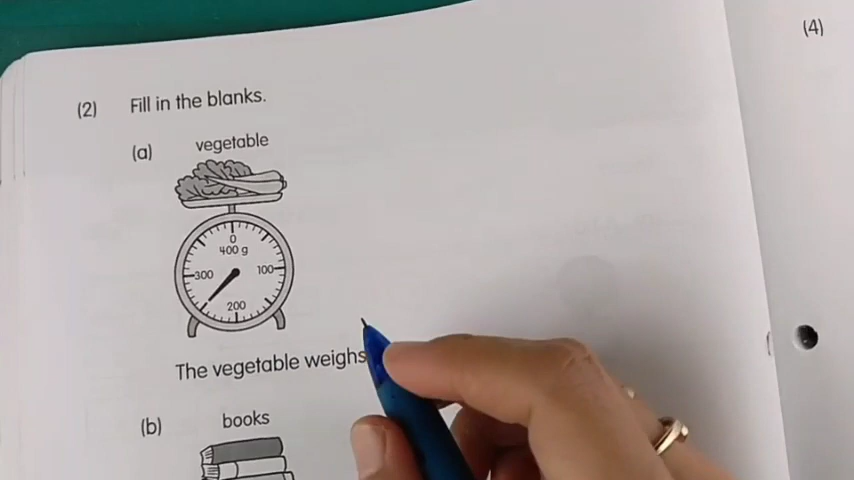 (4)
(2) Fill in the blanks.
(a) vegetable
0
400 g
300 100
200
The vegetable weighs
(b) books